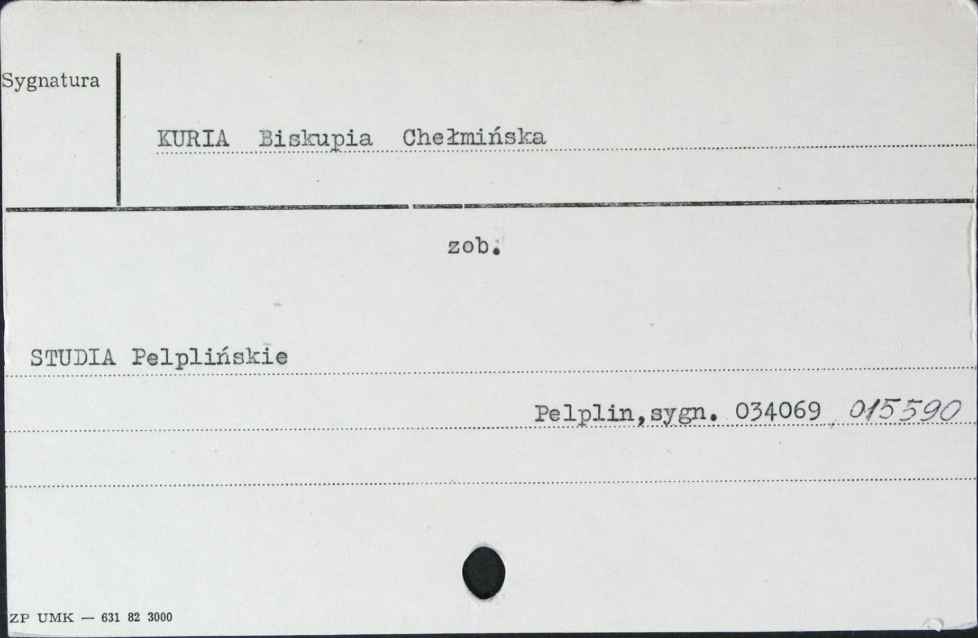 Sygnatura
KURIA Biskupia Chełmińska
zob.
STUDIA Pelplińskie
Pelplin,sygn. 034069, 015590
ZP UMK — 631 82 3000